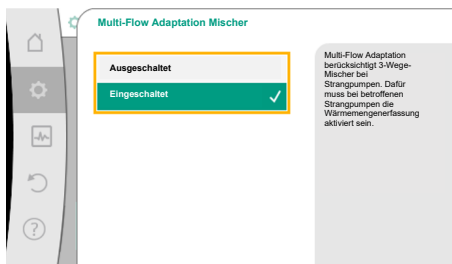 Multi-Flow Adaptation Mischer
Ausgeschaltet
Eingeschaltet
Multi-Flow Adaptation
berücksichtigt 3-Wege-
Mischer bei
Strangpumpen. Dafür
muss bei betroffenen
Strangpumpen die
Wärmemengenerfassung
aktiviert sein.